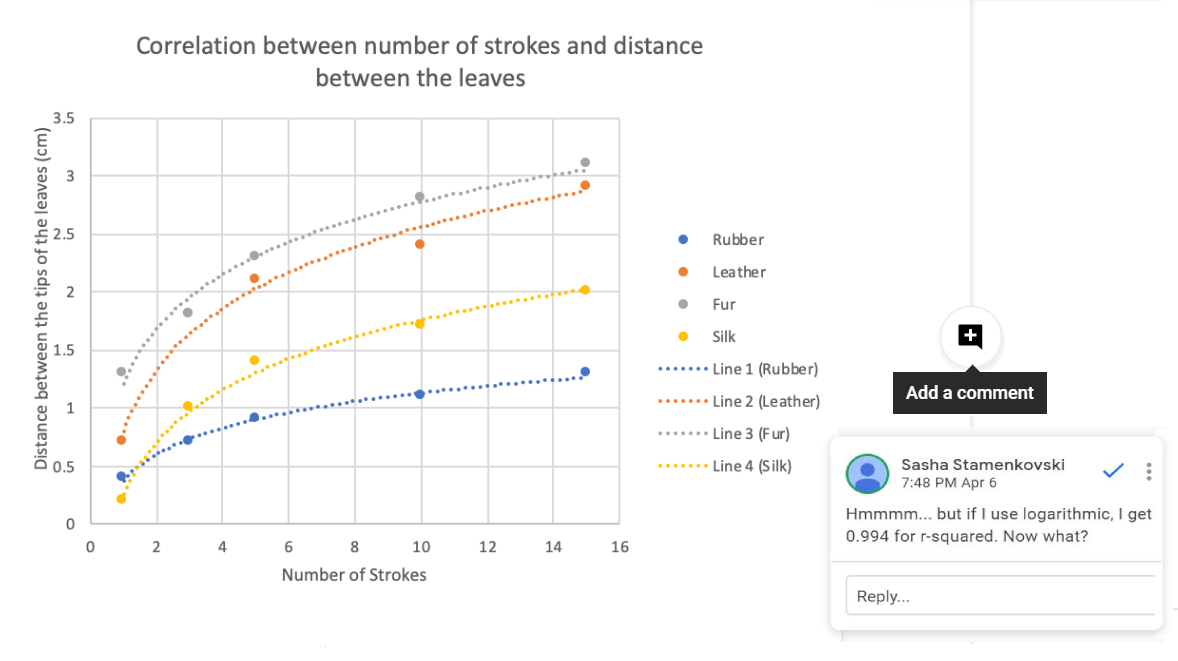 Correlation between number of strokes and distance
between the leaves
Distance between the tips of the leaves (cm)
3.5
3
2.5
2
1.5
1
0.5
0
0 2 4 6 8 10 12 14 16
Number of Strokes
Rubber
Leather
Fur
Silk
Line 1 (Rubber)
Line 2 (Leather)
Line 3 (Fur)
Line 4 (Silk)
Add a comment
Sasha Stamenkovski
7:48 PM Apr 6
Hmmmm... but if I use logarithmic, I get
0.994 for r-squared. Now what?
Reply...